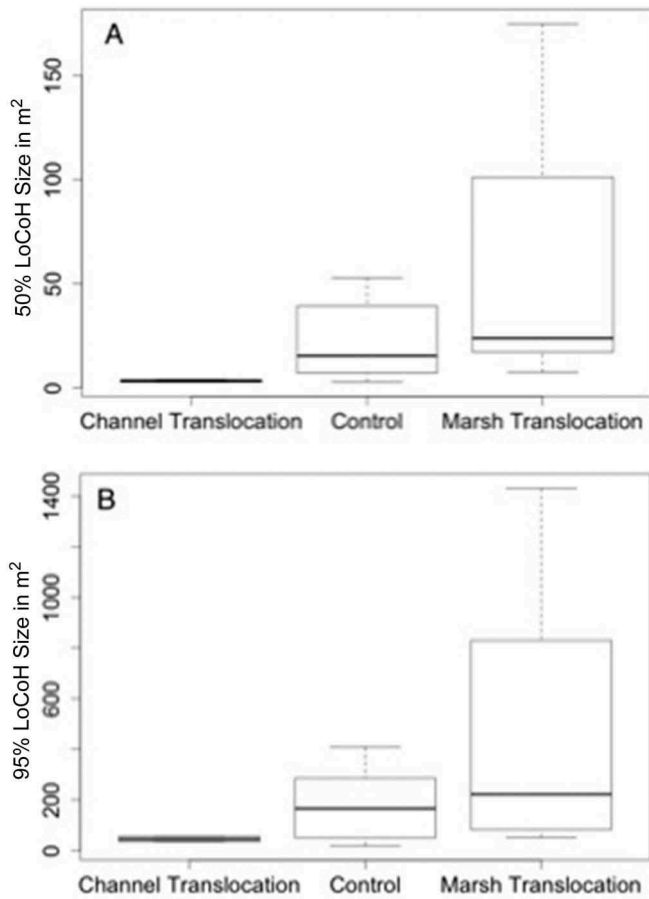 A
50% LoCoH Size in m²
150
100
50
0
Channel Translocation Control Marsh Translocation
B
95% LoCoH Size in m²
1400
1000
600
200
0
Channel Translocation Control Marsh Translocation